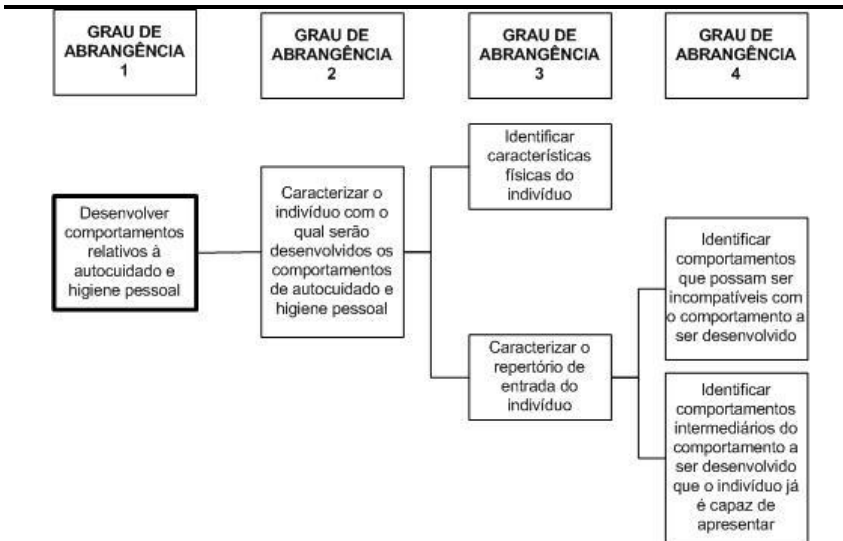 GRAU DE
ABRANGÊNCIA
1
GRAU DE
ABRANGÊNCIA
2
GRAU DE
ABRANGÊNCIA
3
GRAU DE
ABRANGÊNCIA
4
Desenvolver
comportamentos
relativos à
autocuidado e
higiene pessoal
Caracterizar o
indivíduo com o
qual serão
desenvolvidos os
comportamentos
de autocuidado e
higiene pessoal
Identificar
características
físicas do
indivíduo
Caracterizar o
repertório de
entrada do
indivíduo
Identificar
comportamentos
que possam ser
incompatíveis com
o comportamento a
ser desenvolvido
Identificar
comportamentos
intermediários do
comportamento a
ser desenvolvido
que o indivíduo já
é capaz de
apresentar